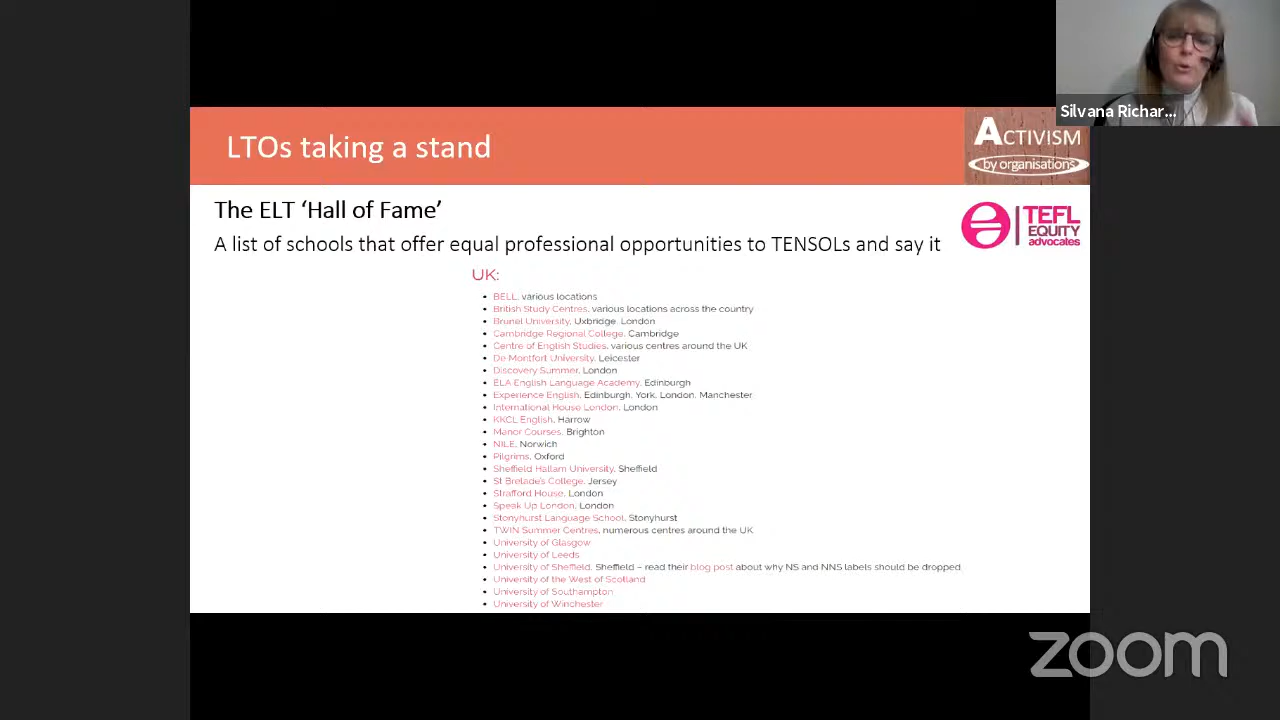 Silvana Richar...
LTOs taking a stand
ACTIVISM
by organisations
The ELT ‘Hall of Fame’
TEFL
EQUITY
advocates
A list of schools that offer equal professional opportunities to TENSOLs and say it
UK:
• BELL, various locations
• British Study Centres, various locations across the country
• Brunel University, Uxbridge London
• Cambridge Regional College, Cambridge
• Centre of English Studies, various centres around the UK
• De Montfort University, Leicester
• Discovery Summer, London
• ELA English Language Academy, Edinburgh
• Experience English, Edinburgh, York, London, Manchester
• International House London, London
• KKCL English, Harrow
• Manor Courses, Brighton
• NILE, Norwich
• Pilgrims, Oxford
• Sheffield Hallam University, Sheffield
• St Brelade's College, Jersey
• Strafford House, London
• Speak Up London, London
• Stonyhurst Language School, Stonyhurst
• TWIN Summer Centres, numerous centres around the UK
• University of Glasgow
• University of Leeds
• University of Sheffield, Sheffield – read their blog post about why NS and NNS labels should be dropped
• University of the West of Scotland
• University of Southampton
• University of Winchester
zoom